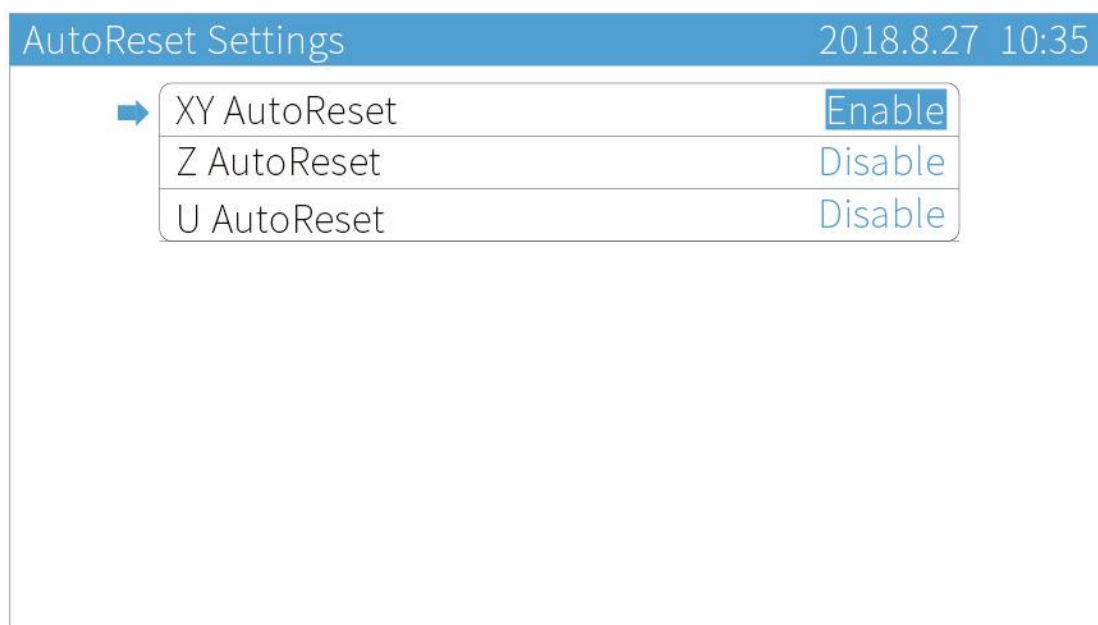 AutoReset Settings 2018.8.27 10:35
XY AutoReset Enable
Z AutoReset Disable
U AutoReset Disable